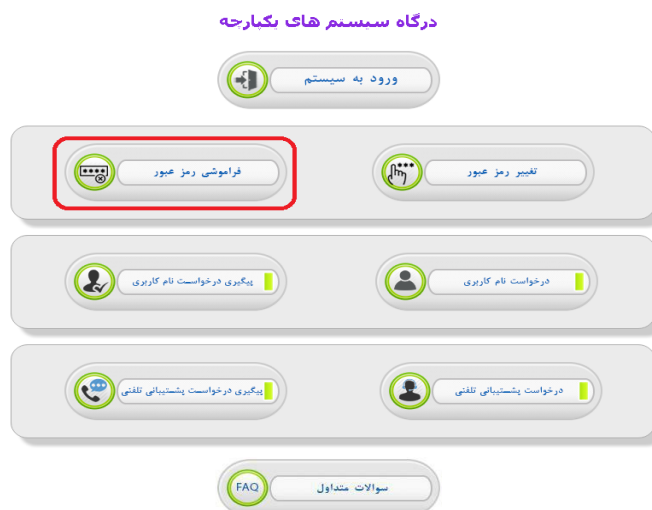 درگاه سیستم های یکپارچه
ورود به سیستم
تغییر رمز عبور
فراموشی رمز عبور
درخواست نام کاربری
پیگیری درخواست نام کاربری
درخواست پشتیبانی تلفنی
پیگیری درخواست پشتیبانی تلفنی
سوالات متداول
FAQ